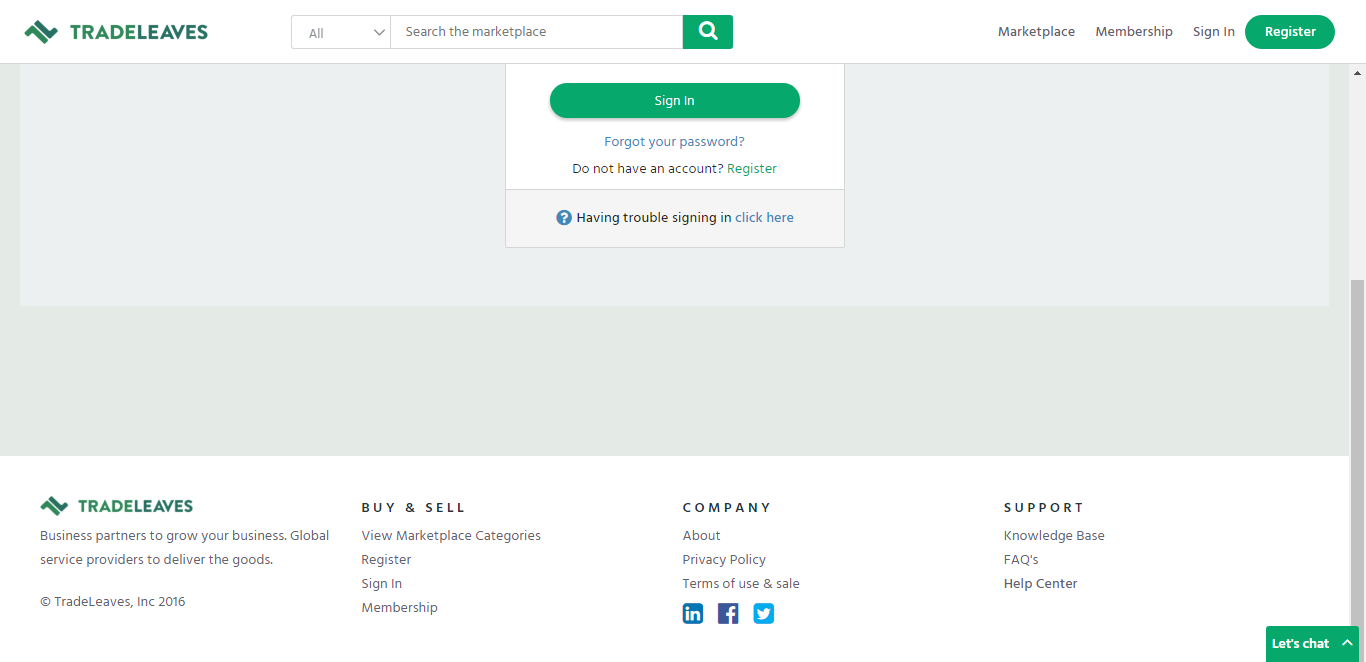 TRADELEAVES
All
Search the marketplace
Marketplace
Membership
Sign In
Register
Sign In
Forgot your password?
Do not have an account? Register
Having trouble signing in click here
TRADELEAVES
Business partners to grow your business. Global
service providers to deliver the goods.
© TradeLeaves, Inc 2016
BUY & SELL
View Marketplace Categories
Register
Sign In
Membership
COMPANY
About
Privacy Policy
Terms of use & sale
SUPPORT
Knowledge Base
FAQ's
Help Center
Let's chat